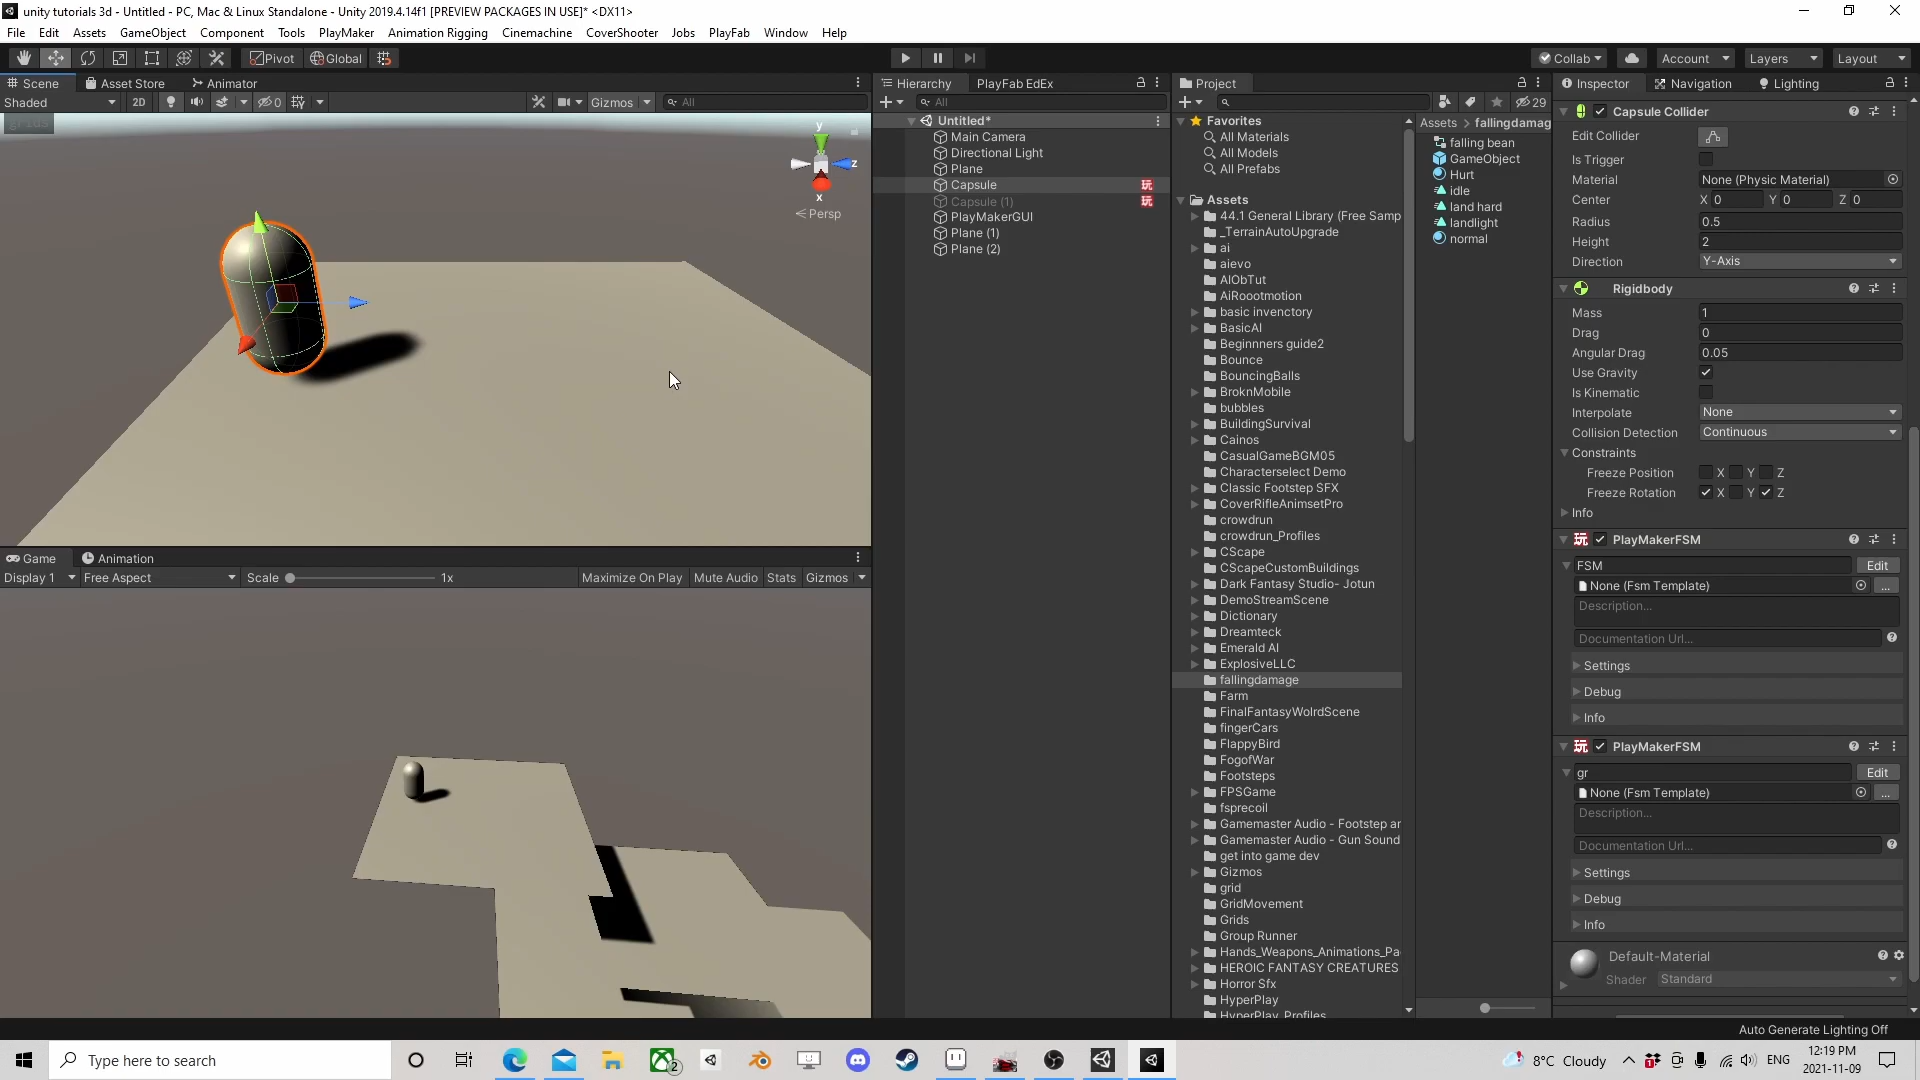 unity tutorials 3d - Untitled - PC, Mac & Linux Standalone - Unity 2019.4.14f1 [PREVIEW PACKAGES IN USE]* <DX11>
File Edit Assets GameObject Component Tools PlayMaker Animation Rigging Cinemachine CoverShooter Jobs PlayFab Window Help
Pivot Global Collab Account Layers Layout
Scene Asset Store Animator
Shaded 2D 0 Gizmos All
y
z
x
Persp
Game Animation
Display 1 Free Aspect Scale 1x Maximize On Play Mute Audio Stats Gizmos
Hierarchy PlayFab EdEx
All
Untitled*
Main Camera
Directional Light
Plane
Capsule
Capsule (1)
PlayMakerGUI
Plane (1)
Plane (2)
Project
29
Favorites
All Materials
All Models
All Prefabs
Assets
44.1 General Library (Free Samp
_TerrainAutoUpgrade
ai
aievo
AIObTut
AiRoootmotion
basic invenctory
BasicAI
Beginnners guide2
Bounce
BouncingBalls
BroknMobile
bubbles
BuildingSurvival
Cainos
CasualGameBGM05
Characterselect Demo
Classic Footstep SFX
CoverRifleAnimsetPro
crowdrun
crowdrun_Profiles
CScape
CScapeCustomBuildings
Dark Fantasy Studio- Jotun
DemoStreamScene
Dictionary
Dreamteck
Emerald AI
ExplosiveLLC
fallingdamage
Farm
FinalFantasyWolrdScene
fingerCars
FlappyBird
FogofWar
Footsteps
FPSGame
fsprecoil
Gamemaster Audio - Footstep ar
Gamemaster Audio - Gun Sound
get into game dev
Gizmos
grid
GridMovement
Grids
Group Runner
Hands_Weapons_Animations_Pa
HEROIC FANTASY CREATURES
Horror Sfx
HyperPlay
HyperPlay_Profiles
Assets > fallingdamag
falling bean
GameObject
Hurt
idle
land hard
landlight
normal
Inspector Navigation Lighting
Capsule Collider
Edit Collider
Is Trigger
Material None (Physic Material)
Center X 0 Y 0 Z 0
Radius 0.5
Height 2
Direction Y-Axis
Rigidbody
Mass 1
Drag 0
Angular Drag 0.05
Use Gravity
Is Kinematic
Interpolate None
Collision Detection Continuous
Constraints
Freeze Position X Y Z
Freeze Rotation X Y Z
Info
PlayMakerFSM
FSM Edit
None (Fsm Template) ...
Description...
Documentation Url...
Settings
Debug
Info
PlayMakerFSM
gr Edit
None (Fsm Template) ...
Description...
Documentation Url...
Settings
Debug
Info
Default-Material
Shader Standard
Auto Generate Lighting Off
Type here to search
2
8°C Cloudy ENG 12:19 PM
2021-11-09